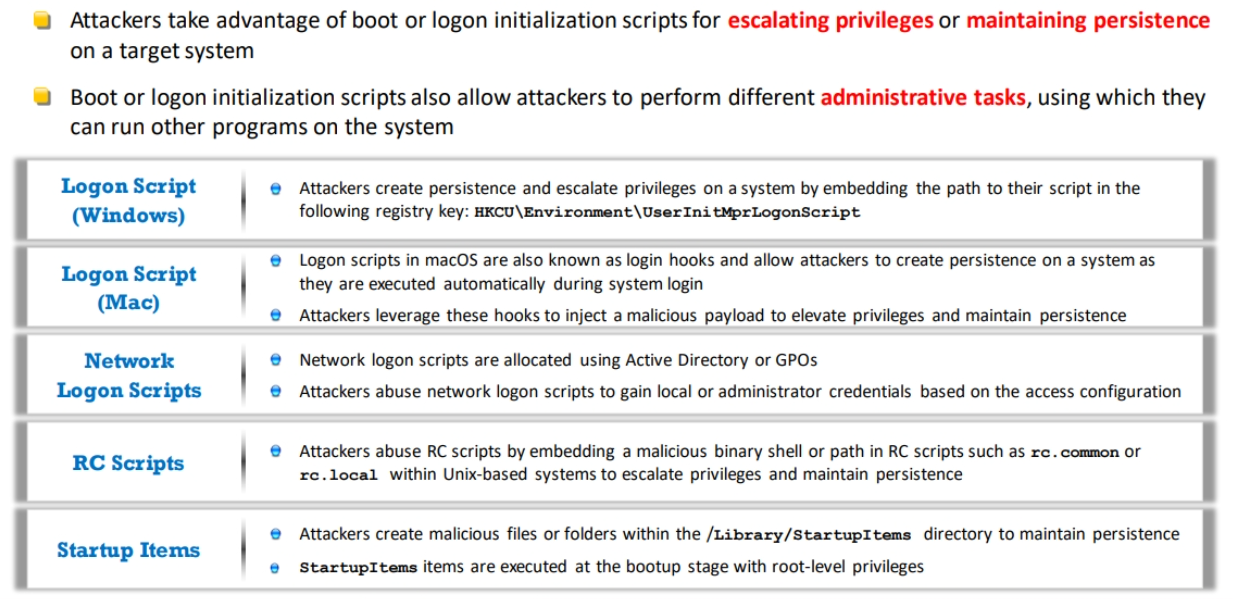 Attackers take advantage of boot or logon initialization scripts for escalating privileges or maintaining persistence
on a target system
Boot or logon initialization scripts also allow attackers to perform different administrative tasks, using which they
can run other programs on the system
Logon Script
(Windows)
Attackers create persistence and escalate privileges on a system by embedding the path to their script in the
following registry key: HKCU\Environment\UserInitMprLogonScript
Logon Script
(Mac)
Logon scripts in macOS are also known as login hooks and allow attackers to create persistence on a system as
they are executed automatically during system login
Attackers leverage these hooks to inject a malicious payload to elevate privileges and maintain persistence
Network
Logon Scripts
Network logon scripts are allocated using Active Directory or GPOs
Attackers abuse network logon scripts to gain local or administrator credentials based on the access configuration
RC Scripts
Attackers abuse RC scripts by embedding a malicious binary shell or path in RC scripts such as rc.common or
rc.local within Unix-based systems to escalate privileges and maintain persistence
Startup Items
Attackers create malicious files or folders within the /Library/StartupItems directory to maintain persistence
StartupItems items are executed at the bootup stage with root-level privileges